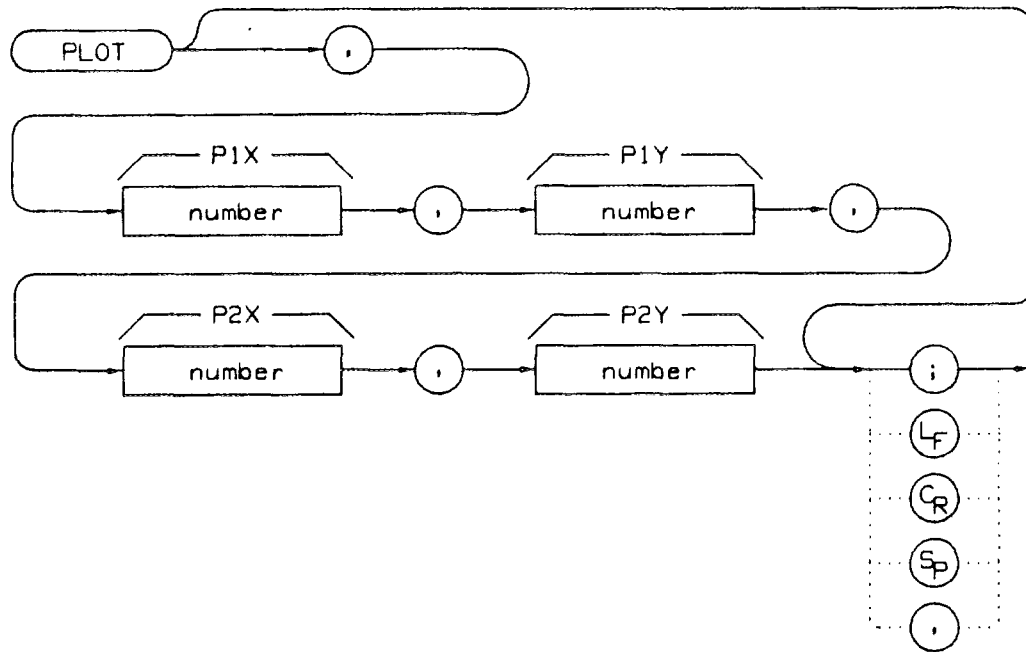 PLOT ,
P1X P1Y
number , number ,
P2X P2Y
number , number ;
LF
CR
SP
,